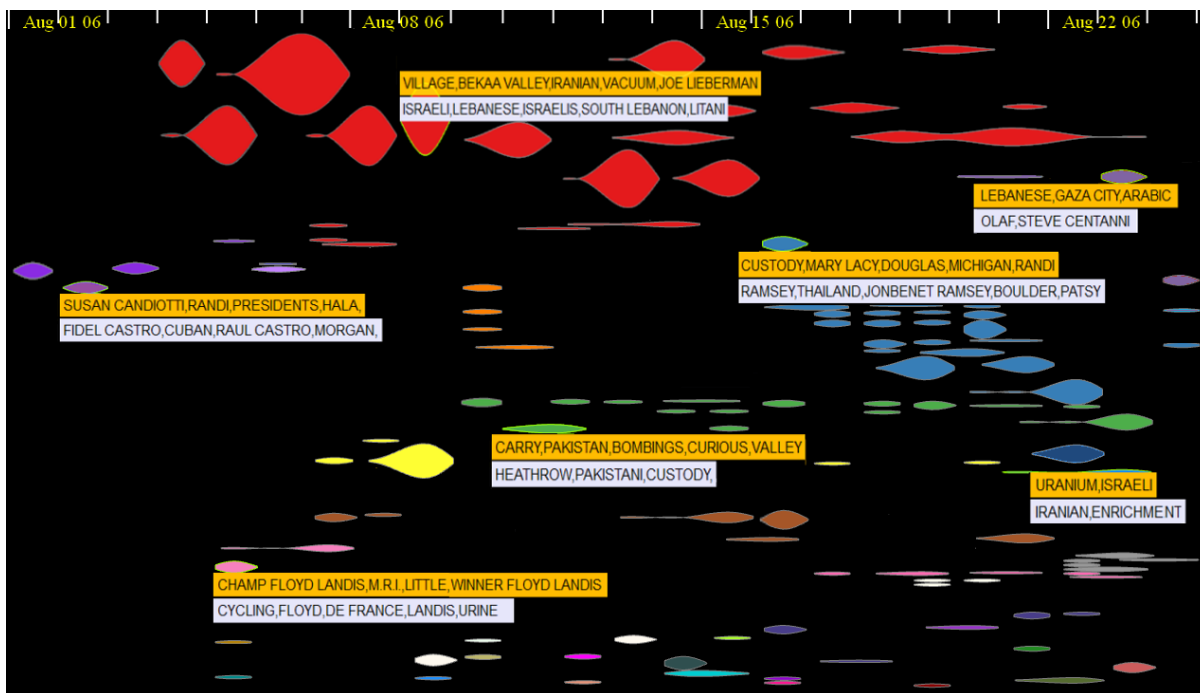 Aug 01 06
Aug 08 06
Aug 15 06
Aug 22 06
VILLAGE,BEKAA VALLEY,IRANIAN,VACUUM,JOE LIEBERMAN
ISRAELI,LEBANESE,ISRAELIS,SOUTH LEBANON,LITANI
LEBANESE,GAZA CITY,ARABIC
OLAF,STEVE CENTANNI
CUSTODY,MARY LACY,DOUGLAS,MICHIGAN,RANDI
RAMSEY,THAILAND,JONBENET RAMSEY,BOULDER,PATSY
SUSAN CANDIOTTI,RANDI,PRESIDENTS,HALA,
FIDEL CASTRO,CUBAN,RAUL CASTRO,MORGAN,
CARRY,PAKISTAN,BOMBINGS,CURIOUS,VALLEY
HEATHROW,PAKISTANI,CUSTODY,
URANIUM,ISRAELI
IRANIAN,ENRICHMENT
CHAMP FLOYD LANDIS,M.R.I.,LITTLE,WINNER FLOYD LANDIS
CYCLING,FLOYD,DE FRANCE,LANDIS,URINE